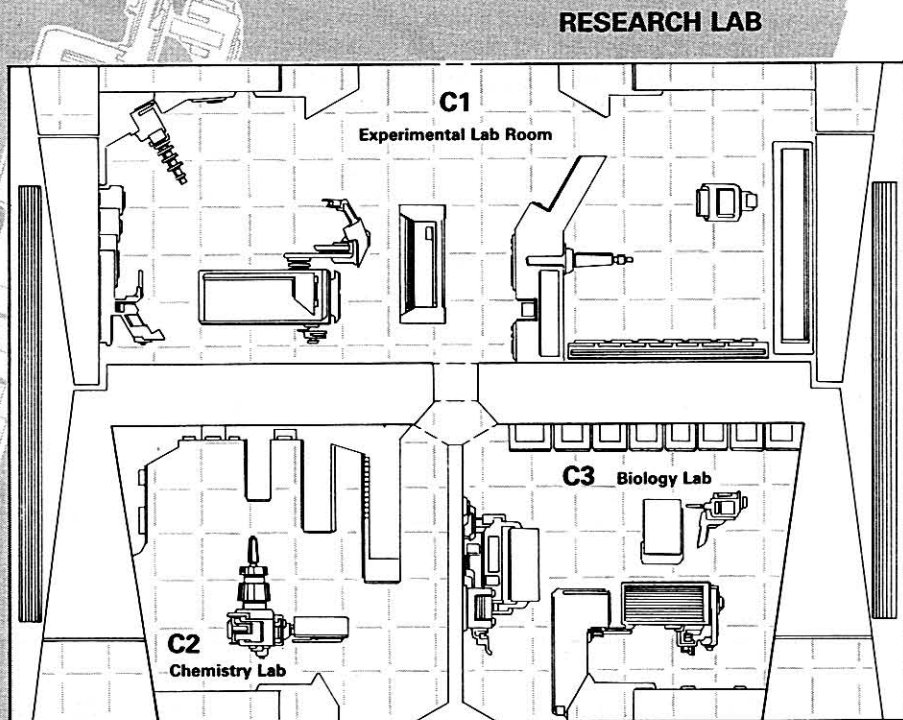 RESEARCH LAB
C1
Experimental Lab Room
C3 Biology Lab
C2
Chemistry Lab